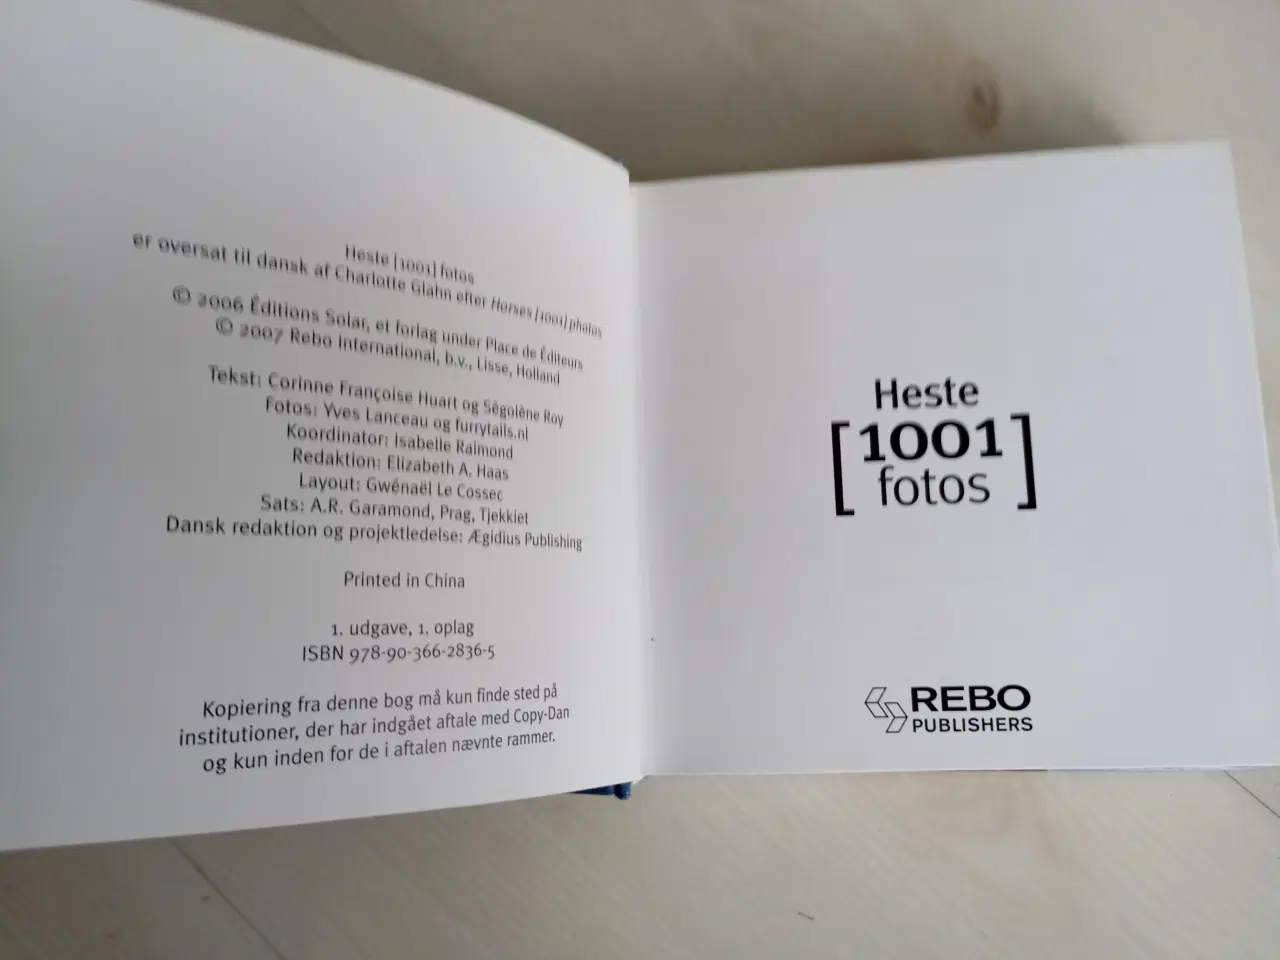 Heste [1001] fotos
er oversat til dansk af Charlotte Glahn efter Horses [1001] photos
© 2006 Éditions Solar, et forlag under Place de Éditeurs
© 2007 Rebo International, b.v., Lisse, Holland
Tekst: Corinne Françoise Huart og Ségolène Roy
Fotos: Yves Lanceau og furrytails.nl
Koordinator: Isabelle Raimond
Redaktion: Elizabeth A. Haas
Layout: Gwénaël Le Cossec
Sats: A.R. Garamond, Prag, Tjekkiet
Dansk redaktion og projektledelse: Ægidius Publishing
Printed in China
1. udgave, 1. oplag
ISBN 978-90-366-2836-5
Kopiering fra denne bog må kun finde sted på
institutioner, der har indgået aftale med Copy-Dan
og kun inden for de i aftalen nævnte rammer.
Heste
[1001]
fotos
REBO
PUBLISHERS